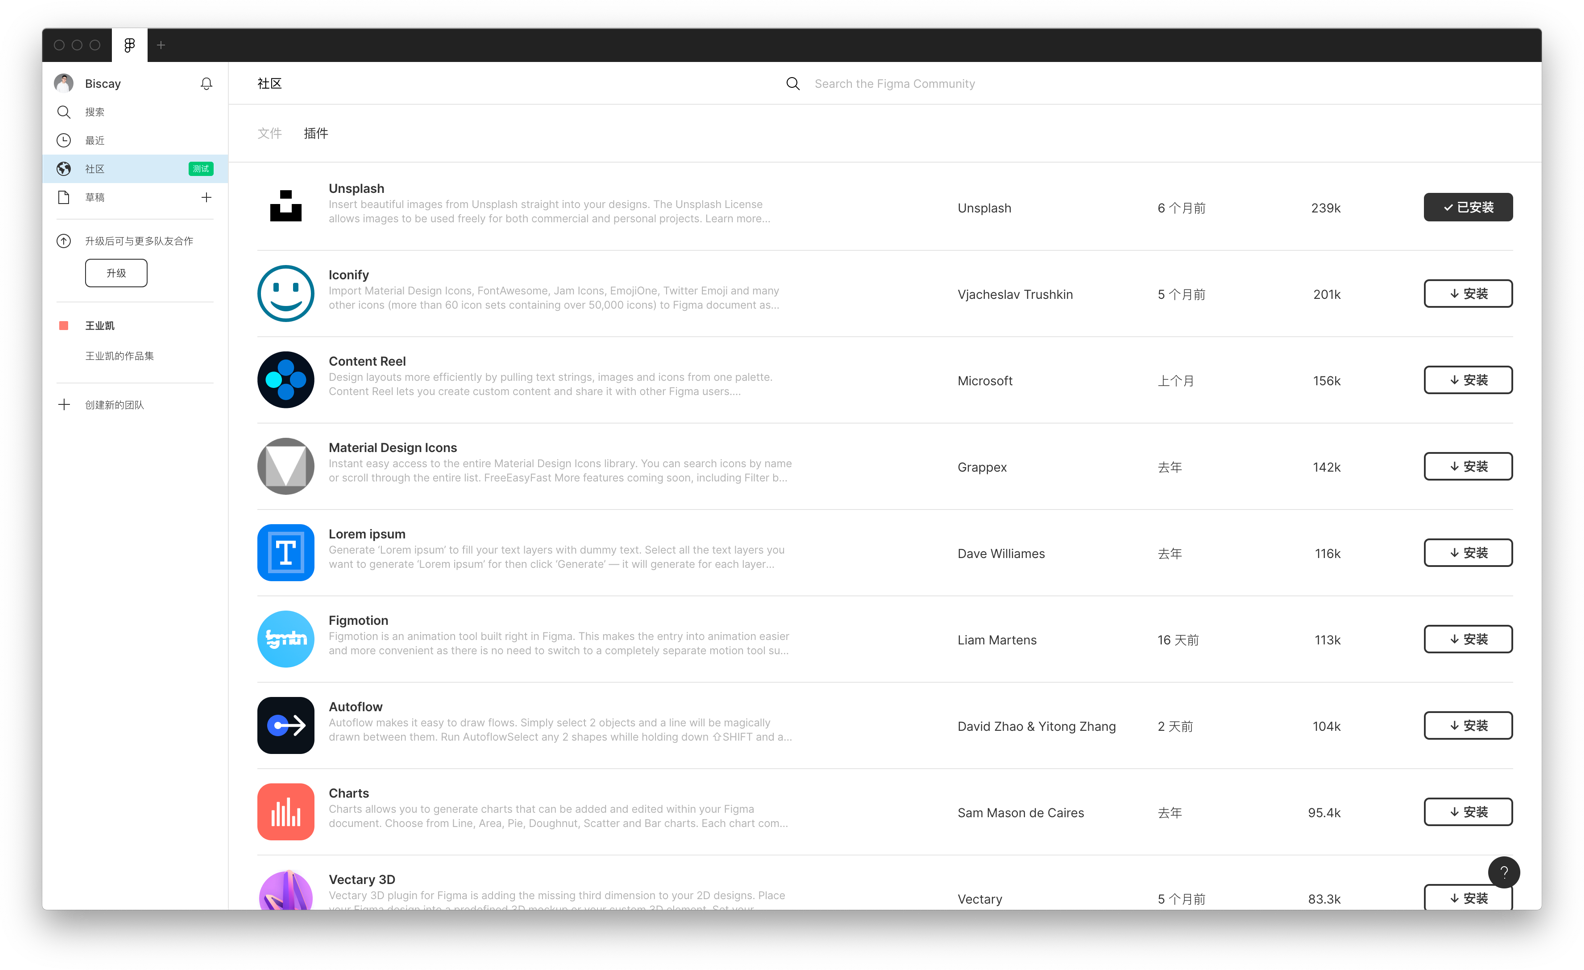 Biscay
搜索
最近
社区 测试
草稿
升级后可与更多队友合作
升级
王业凯
王业凯的作品集
创建新的团队
社区
Search the Figma Community
文件 插件
Unsplash
Insert beautiful images from Unsplash straight into your designs. The Unsplash License
allows images to be used freely for both commercial and personal projects. Learn more...
Unsplash 6 个月前 239k 已安装
Iconify
Import Material Design Icons, FontAwesome, Jam Icons, EmojiOne, Twitter Emoji and many
other icons (more than 60 icon sets containing over 50,000 icons) to Figma document as...
Vjacheslav Trushkin 5 个月前 201k 安装
Content Reel
Design layouts more efficiently by pulling text strings, images and icons from one palette.
Content Reel lets you create custom content and share it with other Figma users....
Microsoft 上个月 156k 安装
Material Design Icons
Instant easy access to the entire Material Design Icons library. You can search icons by name
or scroll through the entire list. FreeEasyFast More features coming soon, including Filter b...
Grappex 去年 142k 安装
Lorem ipsum
Generate ‘Lorem ipsum’ to fill your text layers with dummy text. Select all the text layers you
want to generate ‘Lorem ipsum’ for then click ‘Generate’ — it will generate for each layer...
Dave Williames 去年 116k 安装
Figmotion
Figmotion is an animation tool built right in Figma. This makes the entry into animation easier
and more convenient as there is no need to switch to a completely separate motion tool su...
Liam Martens 16 天前 113k 安装
Autoflow
Autoflow makes it easy to draw flows. Simply select 2 objects and a line will be magically
drawn between them. Run AutoflowSelect any 2 shapes whille holding down ⇧SHIFT and a...
David Zhao & Yitong Zhang 2 天前 104k 安装
Charts
Charts allows you to generate charts that can be added and edited within your Figma
document. Choose from Line, Area, Pie, Doughnut, Scatter and Bar charts. Each chart com...
Sam Mason de Caires 去年 95.4k 安装
Vectary 3D
Vectary 3D plugin for Figma is adding the missing third dimension to your 2D designs. Place
your Figma design into a predefined 3D mockup or your custom 3D element. Set your
Vectary 5 个月前 83.3k 安装
?